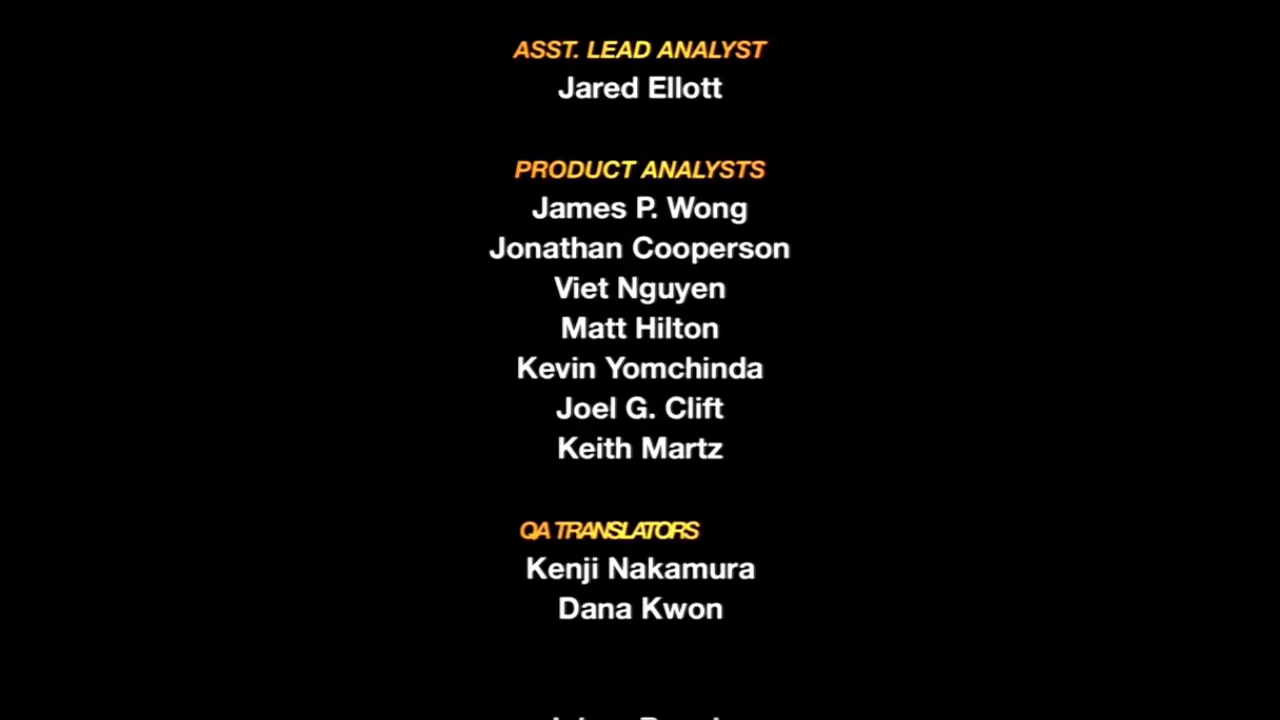 ASST. LEAD ANALYST
Jared Ellott
PRODUCT ANALYSTS
James P. Wong
Jonathan Cooperson
Viet Nguyen
Matt Hilton
Kevin Yomchinda
Joel G. Clift
Keith Martz
QA TRANSLATORS
Kenji Nakamura
Dana Kwon